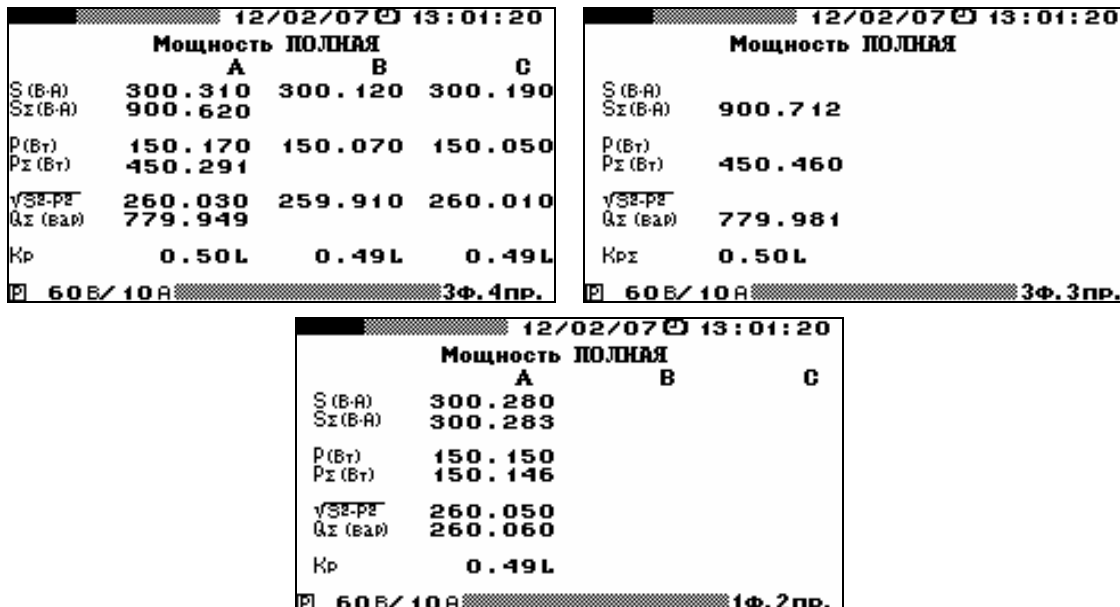 12/02/07 13:01:20
Мощность ПОЛНАЯ
A B C
S (В·А) 300.310 300.120 300.190
SΣ(В·А) 900.620
P(Вт) 150.170 150.070 150.050
PΣ (Вт) 450.291
√S²-P² 260.030 259.910 260.010
QΣ (вар) 779.949
Kp 0.50L 0.49L 0.49L
P 60В/10А 3ф.4пр.
12/02/07 13:01:20
Мощность ПОЛНАЯ
S (В·А)
SΣ(В·А) 900.712
P(Вт)
PΣ (Вт) 450.460
√S²-P²
QΣ (вар) 779.981
KpΣ 0.50L
P 60В/10А 3ф.3пр.
12/02/07 13:01:20
Мощность ПОЛНАЯ
A B C
S (В·А) 300.280
SΣ(В·А) 300.283
P(Вт) 150.150
PΣ (Вт) 150.146
√S²-P² 260.050
QΣ (вар) 260.060
Kp 0.49L
P 60В/10А 1ф.2пр.